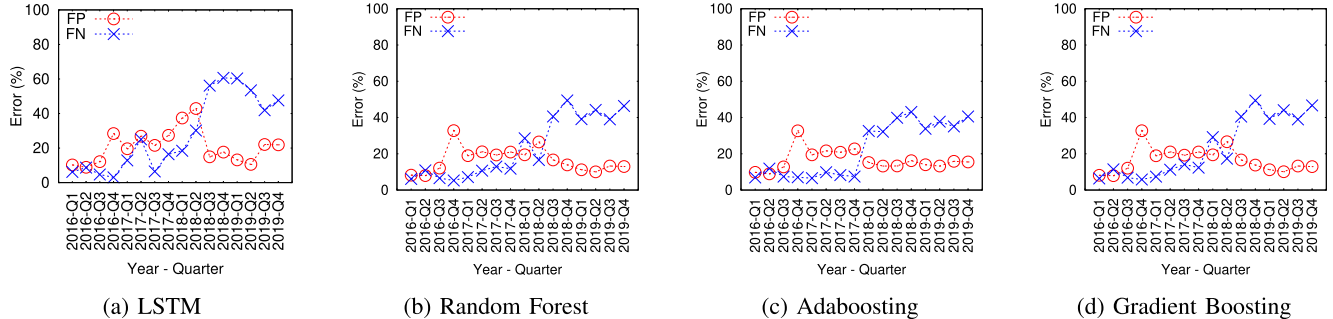 FP
FN
100
80
60
40
20
0
Error (%)
2016-Q1
2016-Q2
2016-Q3
2016-Q4
2017-Q1
2017-Q2
2017-Q3
2017-Q4
2018-Q1
2018-Q2
2018-Q3
2018-Q4
2019-Q1
2019-Q2
2019-Q3
2019-Q4
Year - Quarter
(a) LSTM
FP
FN
100
80
60
40
20
0
Error (%)
2016-Q1
2016-Q2
2016-Q3
2016-Q4
2017-Q1
2017-Q2
2017-Q3
2017-Q4
2018-Q1
2018-Q2
2018-Q3
2018-Q4
2019-Q1
2019-Q2
2019-Q3
2019-Q4
Year - Quarter
(b) Random Forest
FP
FN
100
80
60
40
20
0
Error (%)
2016-Q1
2016-Q2
2016-Q3
2016-Q4
2017-Q1
2017-Q2
2017-Q3
2017-Q4
2018-Q1
2018-Q2
2018-Q3
2018-Q4
2019-Q1
2019-Q2
2019-Q3
2019-Q4
Year - Quarter
(c) Adaboosting
FP
FN
100
80
60
40
20
0
Error (%)
2016-Q1
2016-Q2
2016-Q3
2016-Q4
2017-Q1
2017-Q2
2017-Q3
2017-Q4
2018-Q1
2018-Q2
2018-Q3
2018-Q4
2019-Q1
2019-Q2
2019-Q3
2019-Q4
Year - Quarter
(d) Gradient Boosting